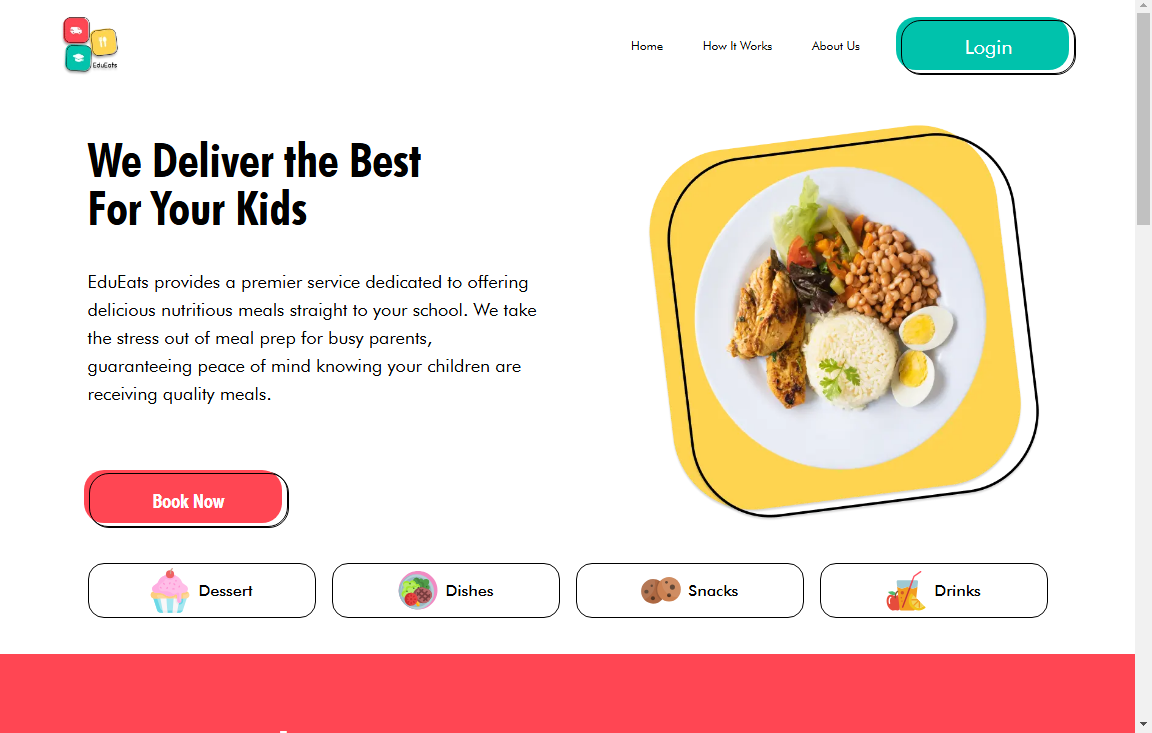 EduEats
Home
How It Works
About Us
Login
We Deliver the Best
For Your Kids
EduEats provides a premier service dedicated to offering
delicious nutritious meals straight to your school. We take
the stress out of meal prep for busy parents,
guaranteeing peace of mind knowing your children are
receiving quality meals.
Book Now
Dessert
Dishes
Snacks
Drinks